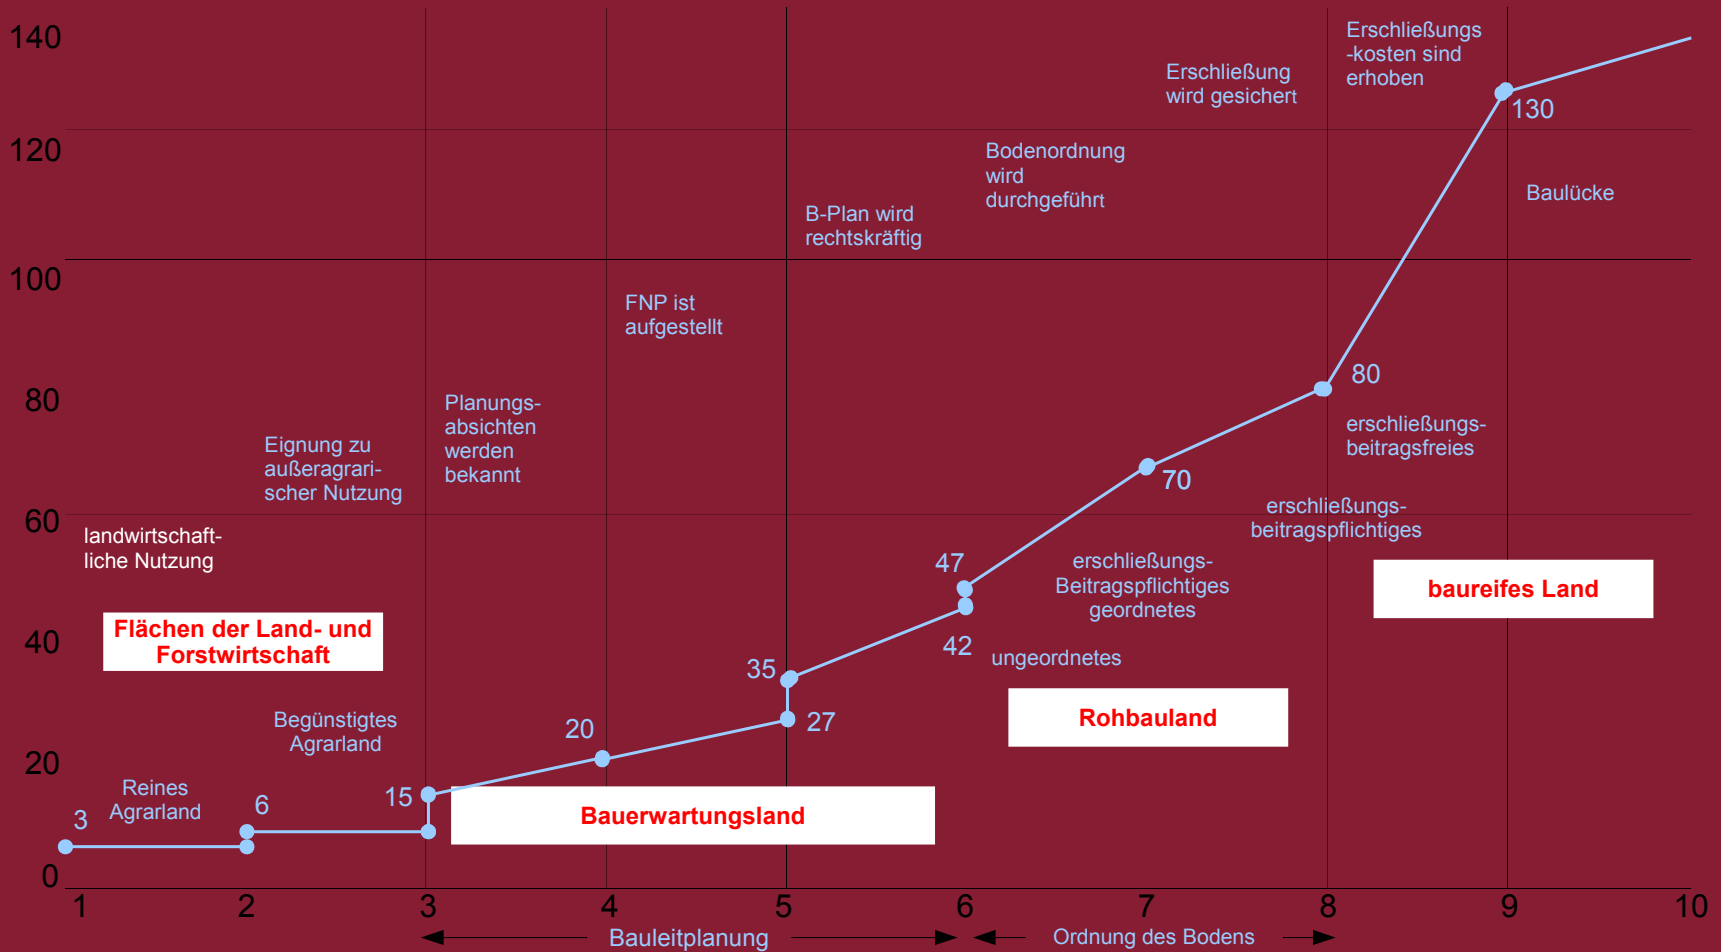 140
120
100
80
60
40
20
0
landwirtschaft-
liche Nutzung
Flächen der Land- und
Forstwirtschaft
3
Reines
Agrarland
Eignung zu
außeragrari-
scher Nutzung
Begünstigtes
Agrarland
6
15
Planungs-
absichten
werden
bekannt
FNP ist
aufgestellt
20
Bauerwartungsland
B-Plan wird
rechtskräftig
35
27
Bodenordnung
wird
durchgeführt
47
42
ungeordnetes
erschließungs-
Beitragspflichtiges
geordnetes
Rohbauland
Erschließung
wird gesichert
70
Erschließungs
-kosten sind
erhoben
80
erschließungs-
beitragsfreies
erschließungs-
beitragspflichtiges
baureifes Land
130
Baulücke
1 2 3 4 5 6 7 8 9 10
Bauleitplanung
Ordnung des Bodens